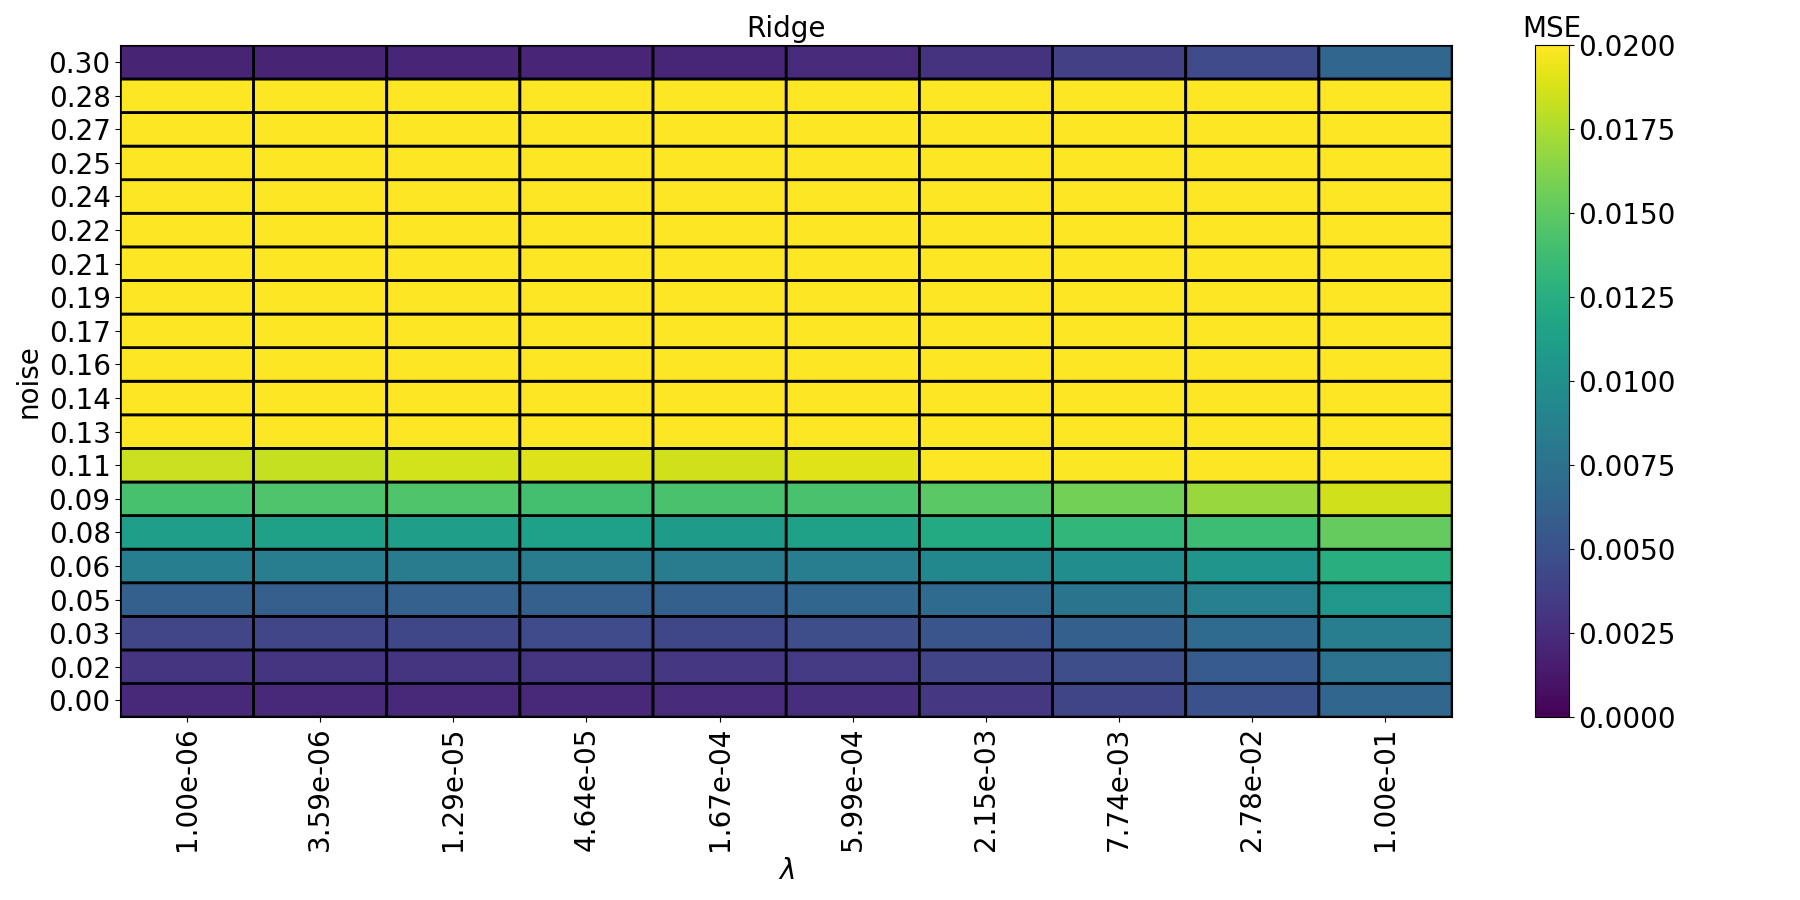 Ridge
MSE
noise
0.30
0.28
0.27
0.25
0.24
0.22
0.21
0.19
0.17
0.16
0.14
0.13
0.11
0.09
0.08
0.06
0.05
0.03
0.02
0.00
1.00e-06
3.59e-06
1.29e-05
4.64e-05
1.67e-04
5.99e-04
2.15e-03
7.74e-03
2.78e-02
1.00e-01
λ
0.0200
0.0175
0.0150
0.0125
0.0100
0.0075
0.0050
0.0025
0.0000